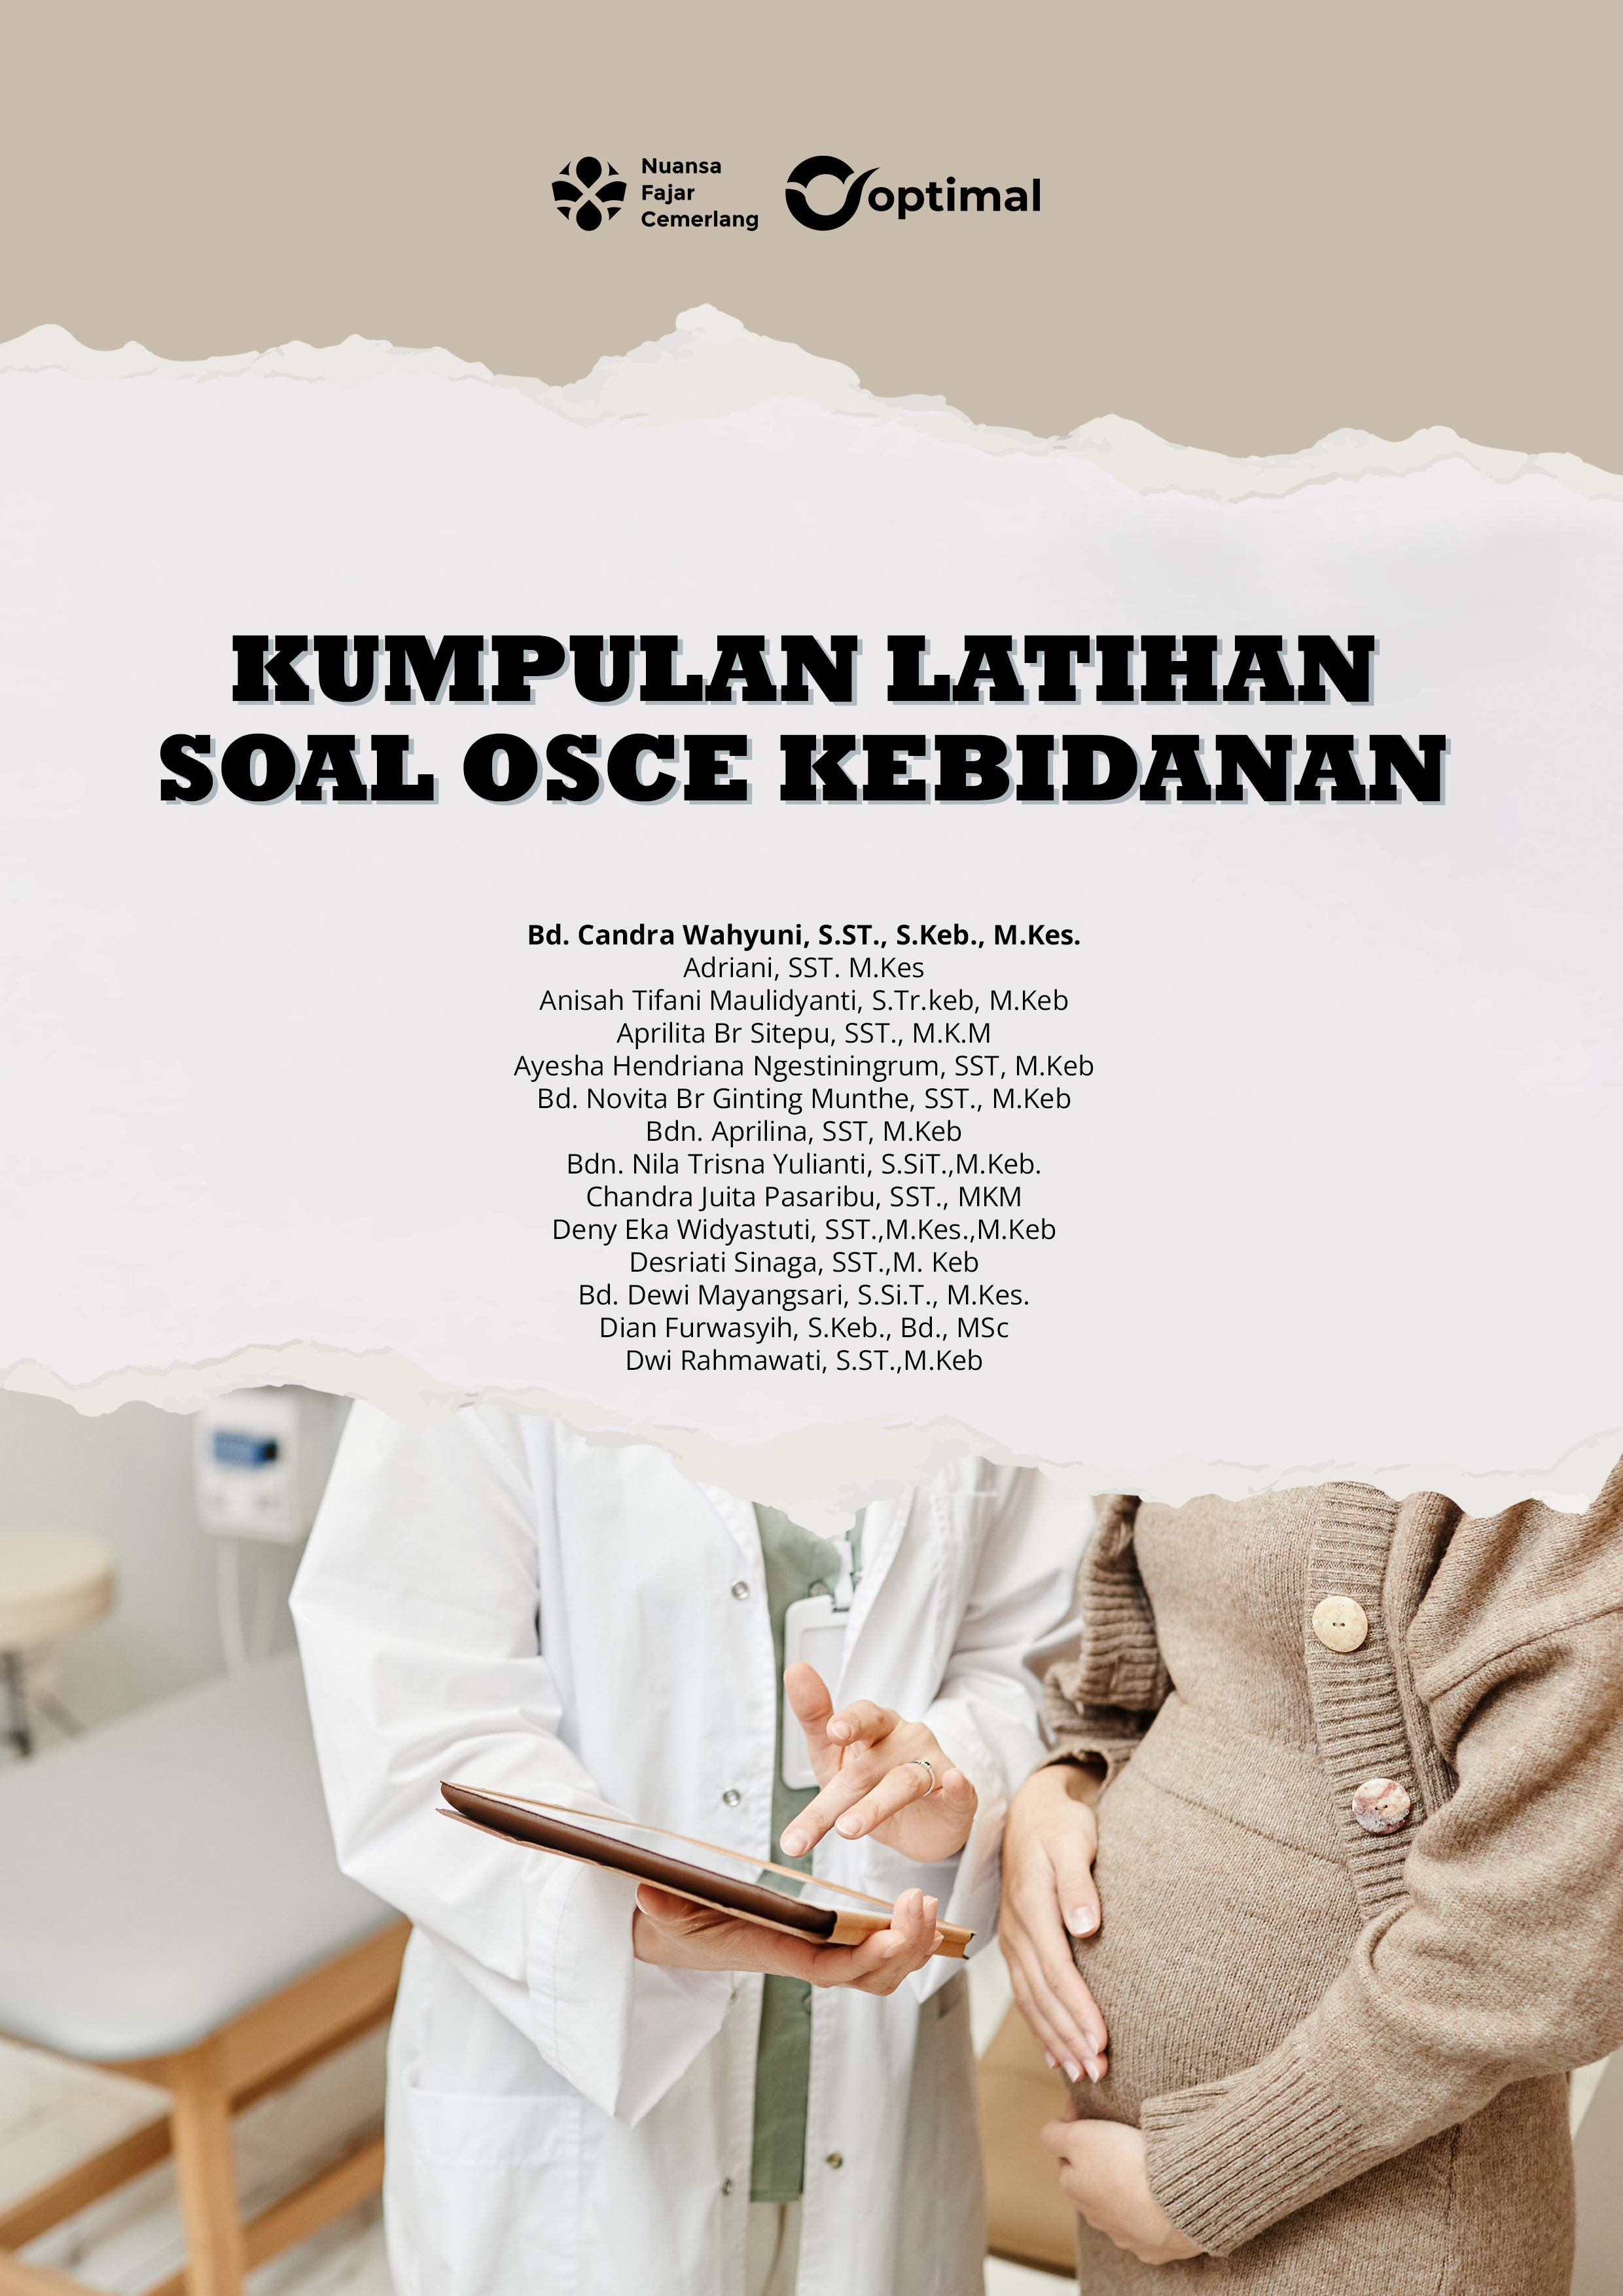 Nuansa
Fajar
Cemerlang
optimal
KUMPULAN LATIHAN
SOAL OSCE KEBIDANAN
Bd. Candra Wahyuni, S.ST., S.Keb., M.Kes.
Adriani, SST. M.Kes
Anisah Tifani Maulidyanti, S.Tr.keb, M.Keb
Aprilita Br Sitepu, SST., M.K.M
Ayesha Hendriana Ngestiningrum, SST, M.Keb
Bd. Novita Br Ginting Munthe, SST., M.Keb
Bdn. Aprilina, SST, M.Keb
Bdn. Nila Trisna Yulianti, S.SiT.,M.Keb.
Chandra Juita Pasaribu, SST., MKM
Deny Eka Widyastuti, SST.,M.Kes.,M.Keb
Desriati Sinaga, SST.,M. Keb
Bd. Dewi Mayangsari, S.Si.T., M.Kes.
Dian Furwasyih, S.Keb., Bd., MSc
Dwi Rahmawati, S.ST.,M.Keb